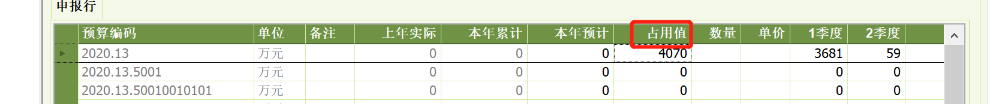 申报行
预算编码 单位 备注 上年实际 本年累计 本年预计 占用值 数量 单价 1季度 2季度
2020.13 万元 0 0 0 4070 3681 59
2020.13.5001 万元 0 0 0 0 0 0
2020.13.50010010101 万元 0 0 0 0 0 0